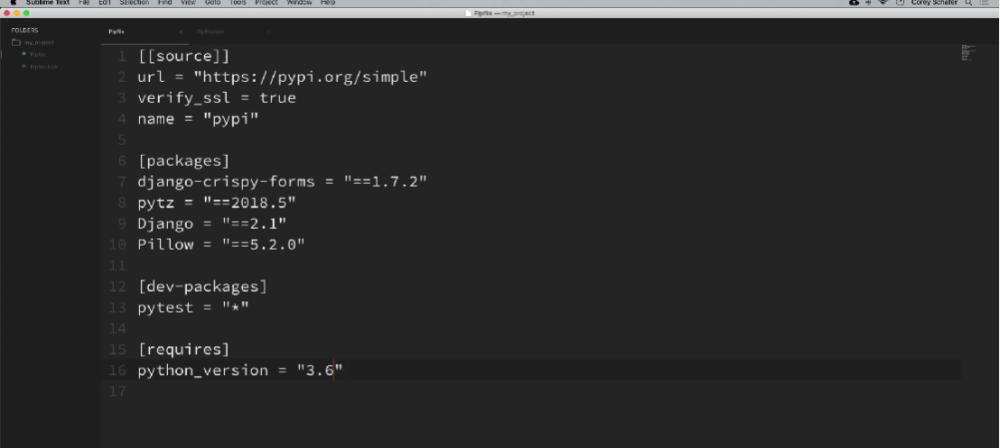 Sublime Text File Edit Selection Find View Goto Tools Project Window Help Corey Schafer
Pipfile — my_project
FOLDERS
my_project
Pipfile
Pipfile.lock
Pipfile
Pipfile.lock
1 [[source]]
2 url = "https://pypi.org/simple"
3 verify_ssl = true
4 name = "pypi"
5
6 [packages]
7 django-crispy-forms = "==1.7.2"
8 pytz = "==2018.5"
9 Django = "==2.1"
10 Pillow = "==5.2.0"
11
12 [dev-packages]
13 pytest = "*"
14
15 [requires]
16 python_version = "3.6"
17